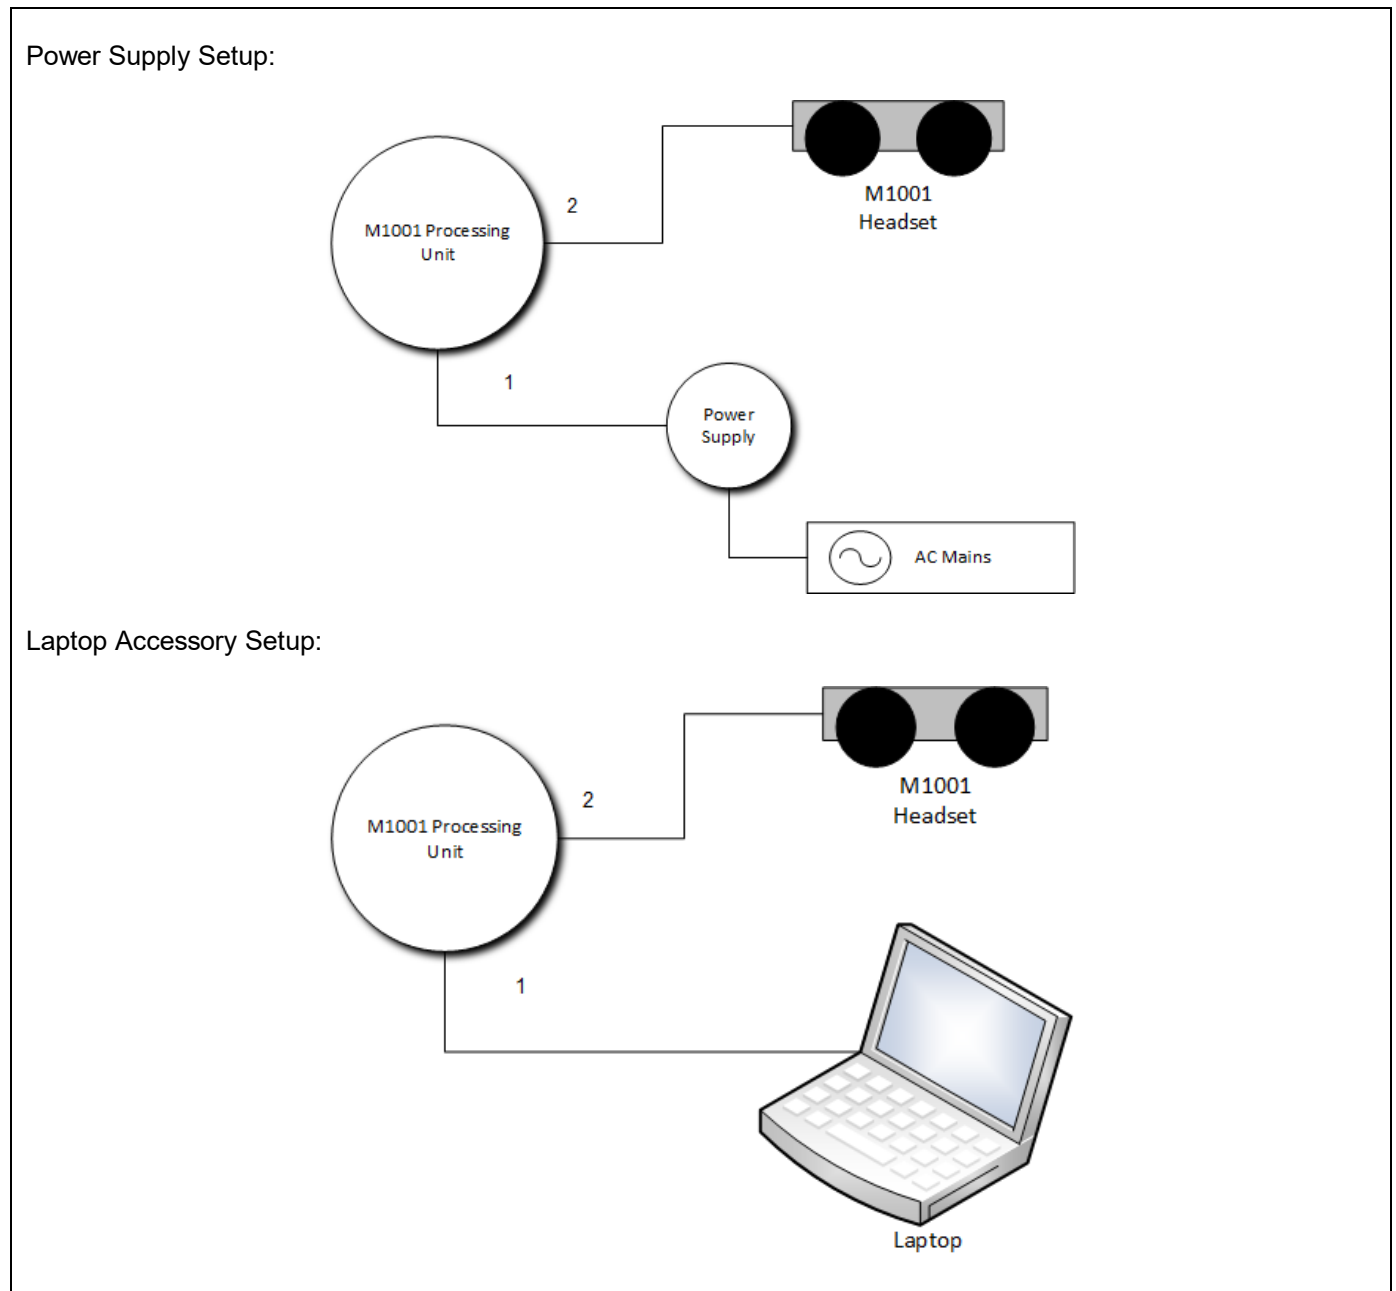 Power Supply Setup:
M1001
Headset
2
M1001 Processing
Unit
1
Power
Supply
AC Mains
Laptop Accessory Setup:
M1001
Headset
2
M1001 Processing
Unit
1
Laptop